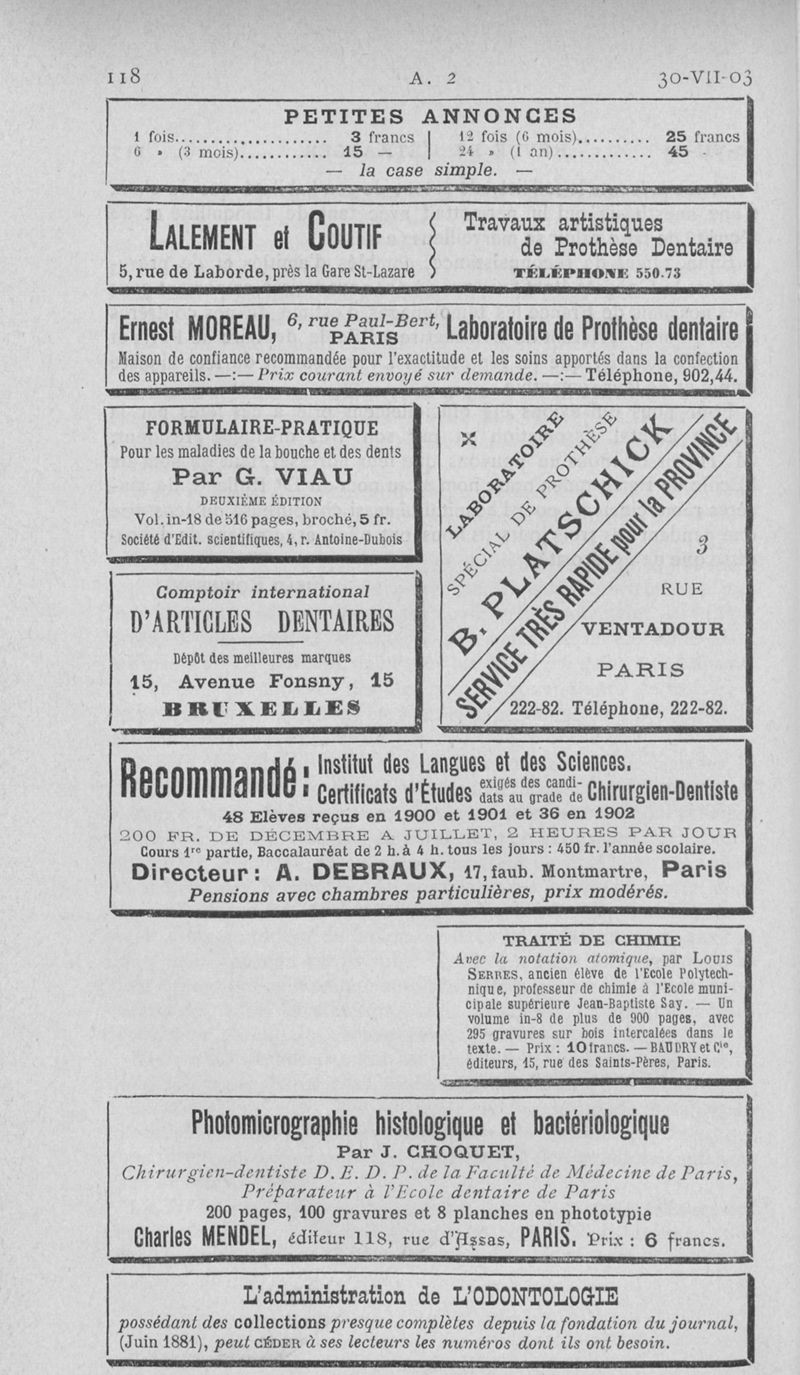 118 A. 2 30-VII-03
PETITES ANNONCES
1 fois..................... 3 francs | 12 fois (6 mois).......... 25 francs
6 » (3 mois)............ 15 — | 24 » (1 an)............. 45 -
— la case simple. —
LALEMENT et COUTIF
5, rue de Laborde, près la Gare St-Lazare
Travaux artistiques
de Prothèse Dentaire
TÉLÉPHONE 550.73
Ernest MOREAU, 6, rue Paul-Bert, PARIS Laboratoire de Prothèse dentaire
Maison de confiance recommandée pour l'exactitude et les soins apportés dans la confection
des appareils. —:— Prix courant envoyé sur demande. —:— Téléphone, 902,44.
FORMULAIRE-PRATIQUE
Pour les maladies de la bouche et des dents
Par G. VIAU
DEUXIÈME ÉDITION
Vol. in-18 de 516 pages, broché, 5 fr.
Société d'Edit. scientifiques, 4, r. Antoine-Dubois
LABORATOIRE
SPÉCIAL DE PROTHÈSE
B. PLATSCHICK
SERVICE TRÈS RAPIDE pour la PROVINCE
3
RUE
VENTADOUR
PARIS
222-82. Téléphone, 222-82.
Comptoir international
D'ARTICLES DENTAIRES
Dépôt des meilleures marques
15, Avenue Fonsny, 15
BRUXELLES
Recommandé: Institut des Langues et des Sciences.
Certificats d'Études exigés des candidats au grade de Chirurgien-Dentiste
48 Elèves reçus en 1900 et 1901 et 36 en 1902
200 FR. DE DÉCEMBRE A JUILLET, 2 HEURES PAR JOUR
Cours 1re partie, Baccalauréat de 2 h. à 4 h. tous les jours : 450 fr. l'année scolaire.
Directeur: A. DEBRAUX, 17, faub. Montmartre, Paris
Pensions avec chambres particulières, prix modérés.
TRAITÉ DE CHIMIE
Avec la notation atomique, par LOUIS
SERRES, ancien élève de l'Ecole Polytech-
nique, professeur de chimie à l'Ecole muni-
cipale supérieure Jean-Baptiste Say. — Un
volume in-8 de plus de 900 pages, avec
295 gravures sur bois intercalées dans le
texte. — Prix : 10 francs. — BAUDRY et Cie,
éditeurs, 15, rue des Saints-Pères, Paris.
Photomicrographie histologique et bactériologique
Par J. CHOQUET,
Chirurgien-dentiste D. E. D. P. de la Faculté de Médecine de Paris,
Préparateur à l'Ecole dentaire de Paris
200 pages, 100 gravures et 8 planches en phototypie
Charles MENDEL, éditeur 118, rue d'Assas, PARIS. Prix : 6 francs.
L'administration de L'ODONTOLOGIE
possédant des collections presque complètes depuis la fondation du journal,
(Juin 1881), peut CÉDER à ses lecteurs les numéros dont ils ont besoin.